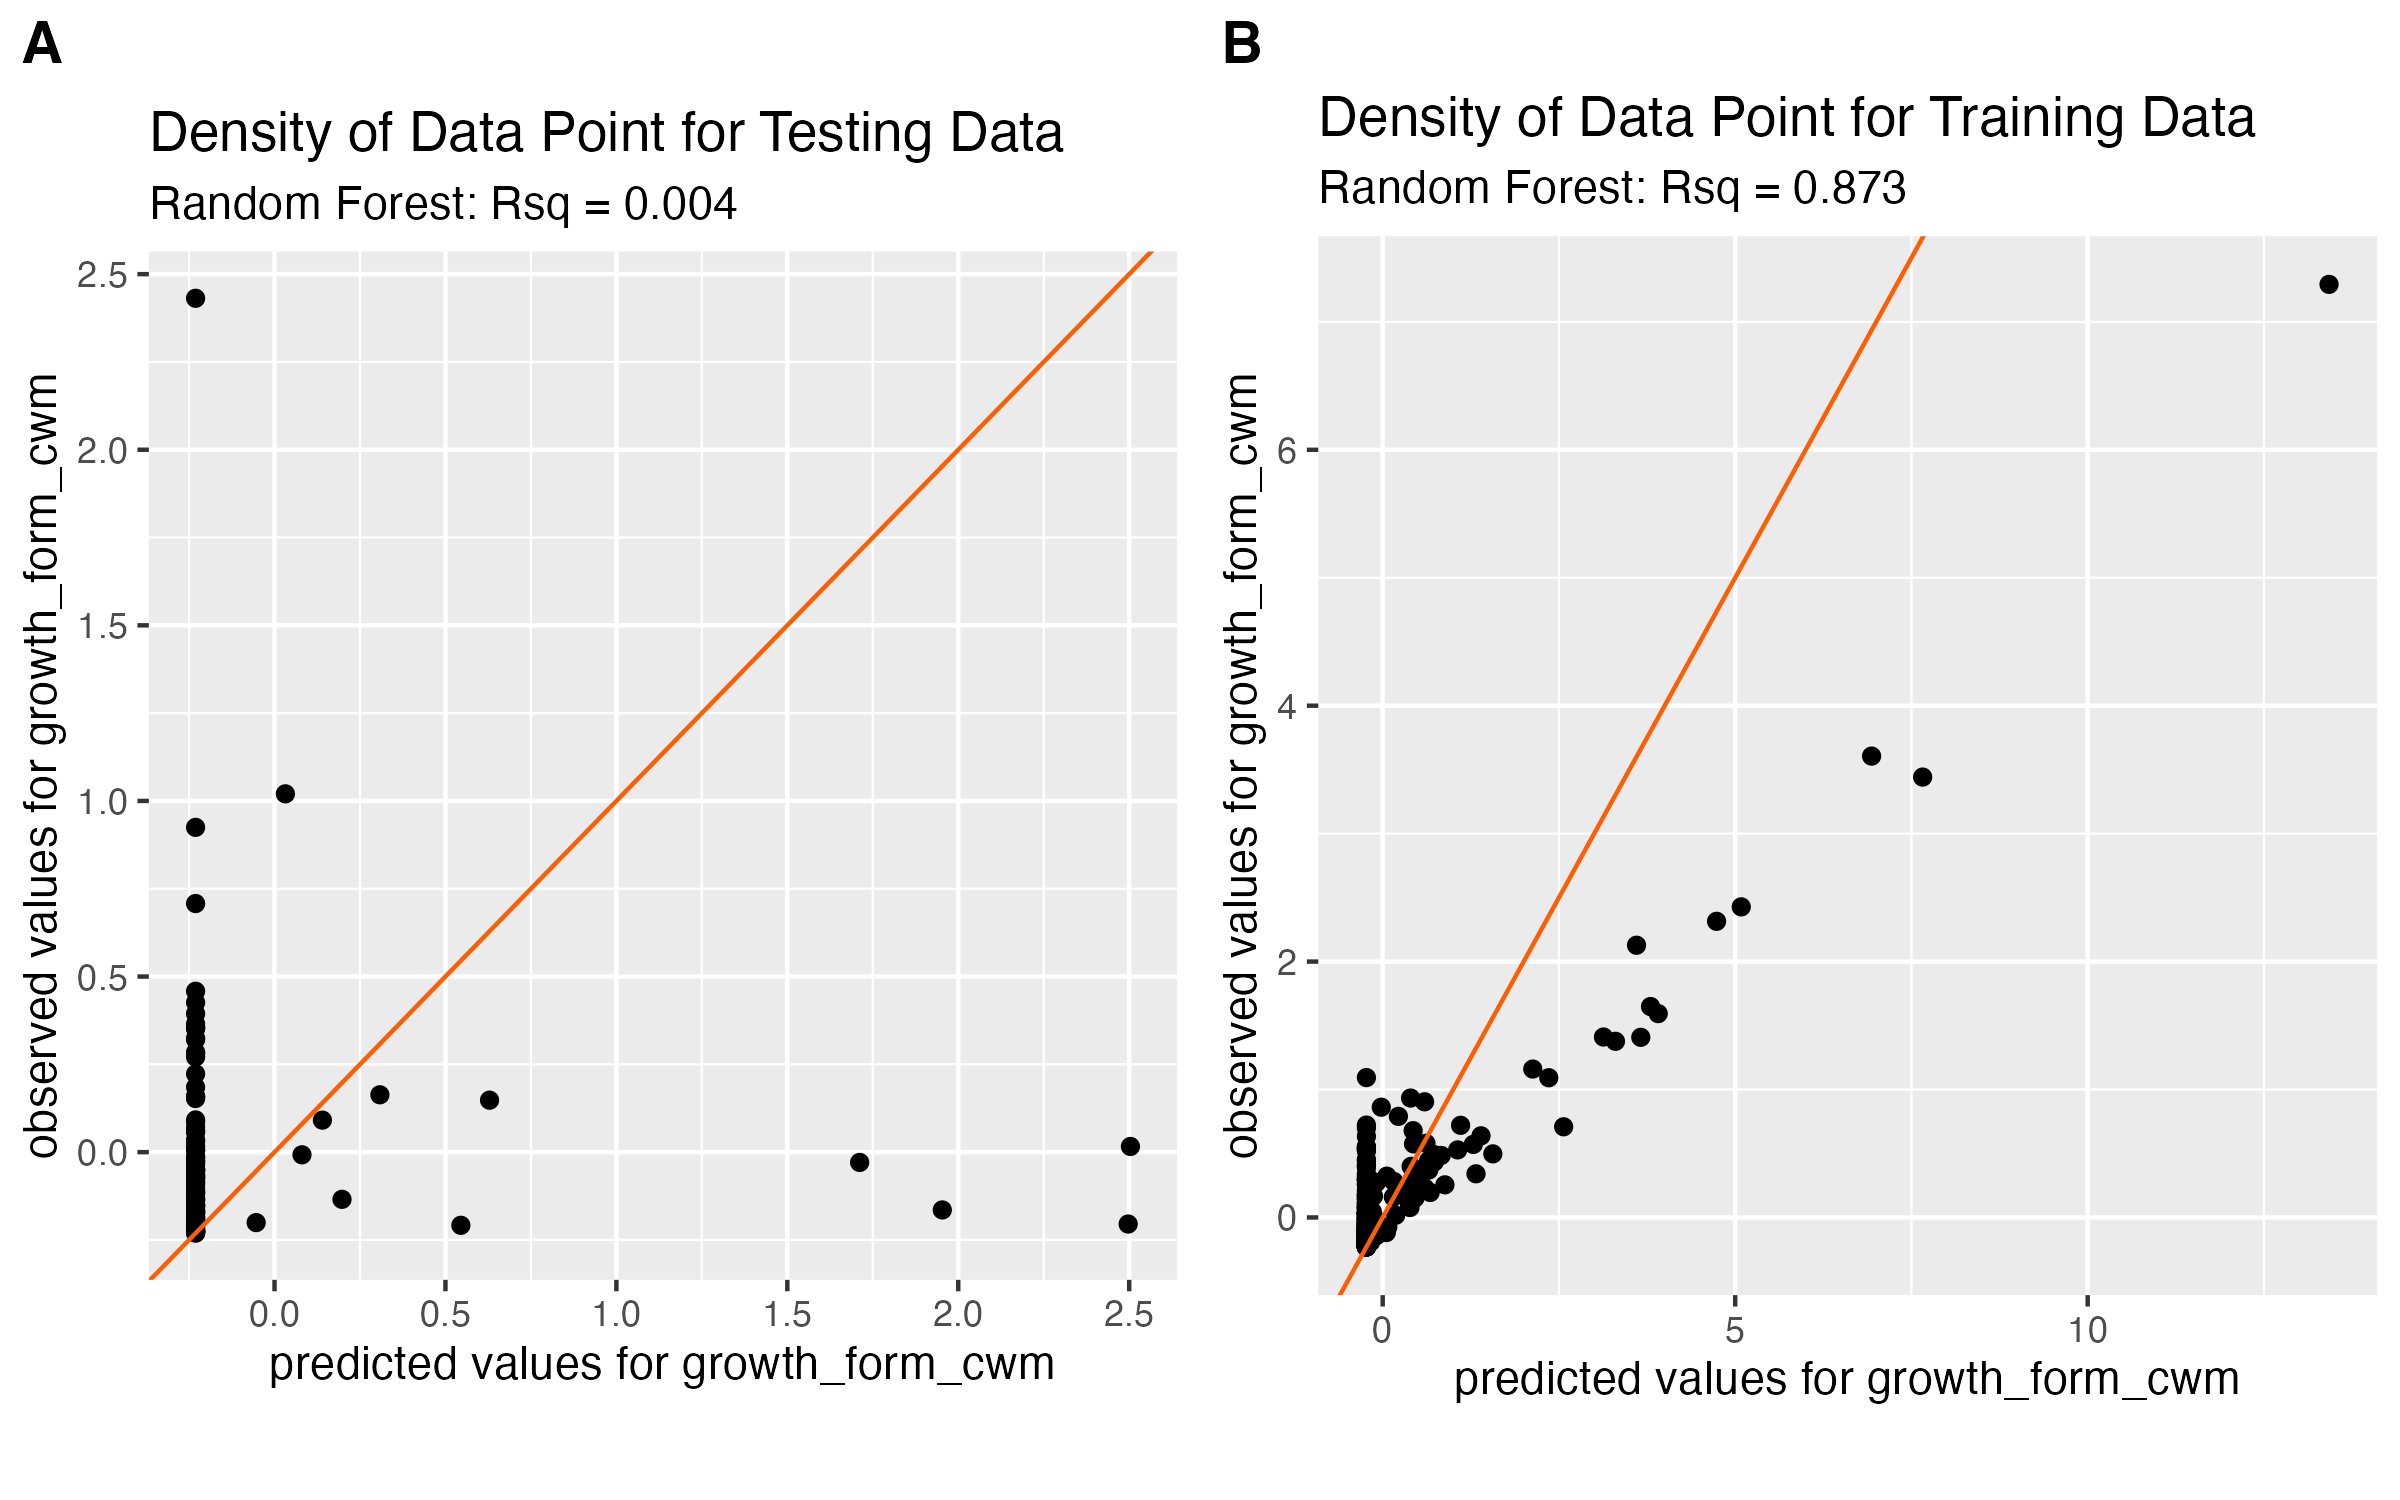 A
Density of Data Point for Testing Data
Random Forest: Rsq = 0.004
observed values for growth_form_cwm
2.5
2.0
1.5
1.0
0.5
0.0
0.0 0.5 1.0 1.5 2.0 2.5
predicted values for growth_form_cwm
B
Density of Data Point for Training Data
Random Forest: Rsq = 0.873
observed values for growth_form_cwm
6
4
2
0
0 5 10
predicted values for growth_form_cwm